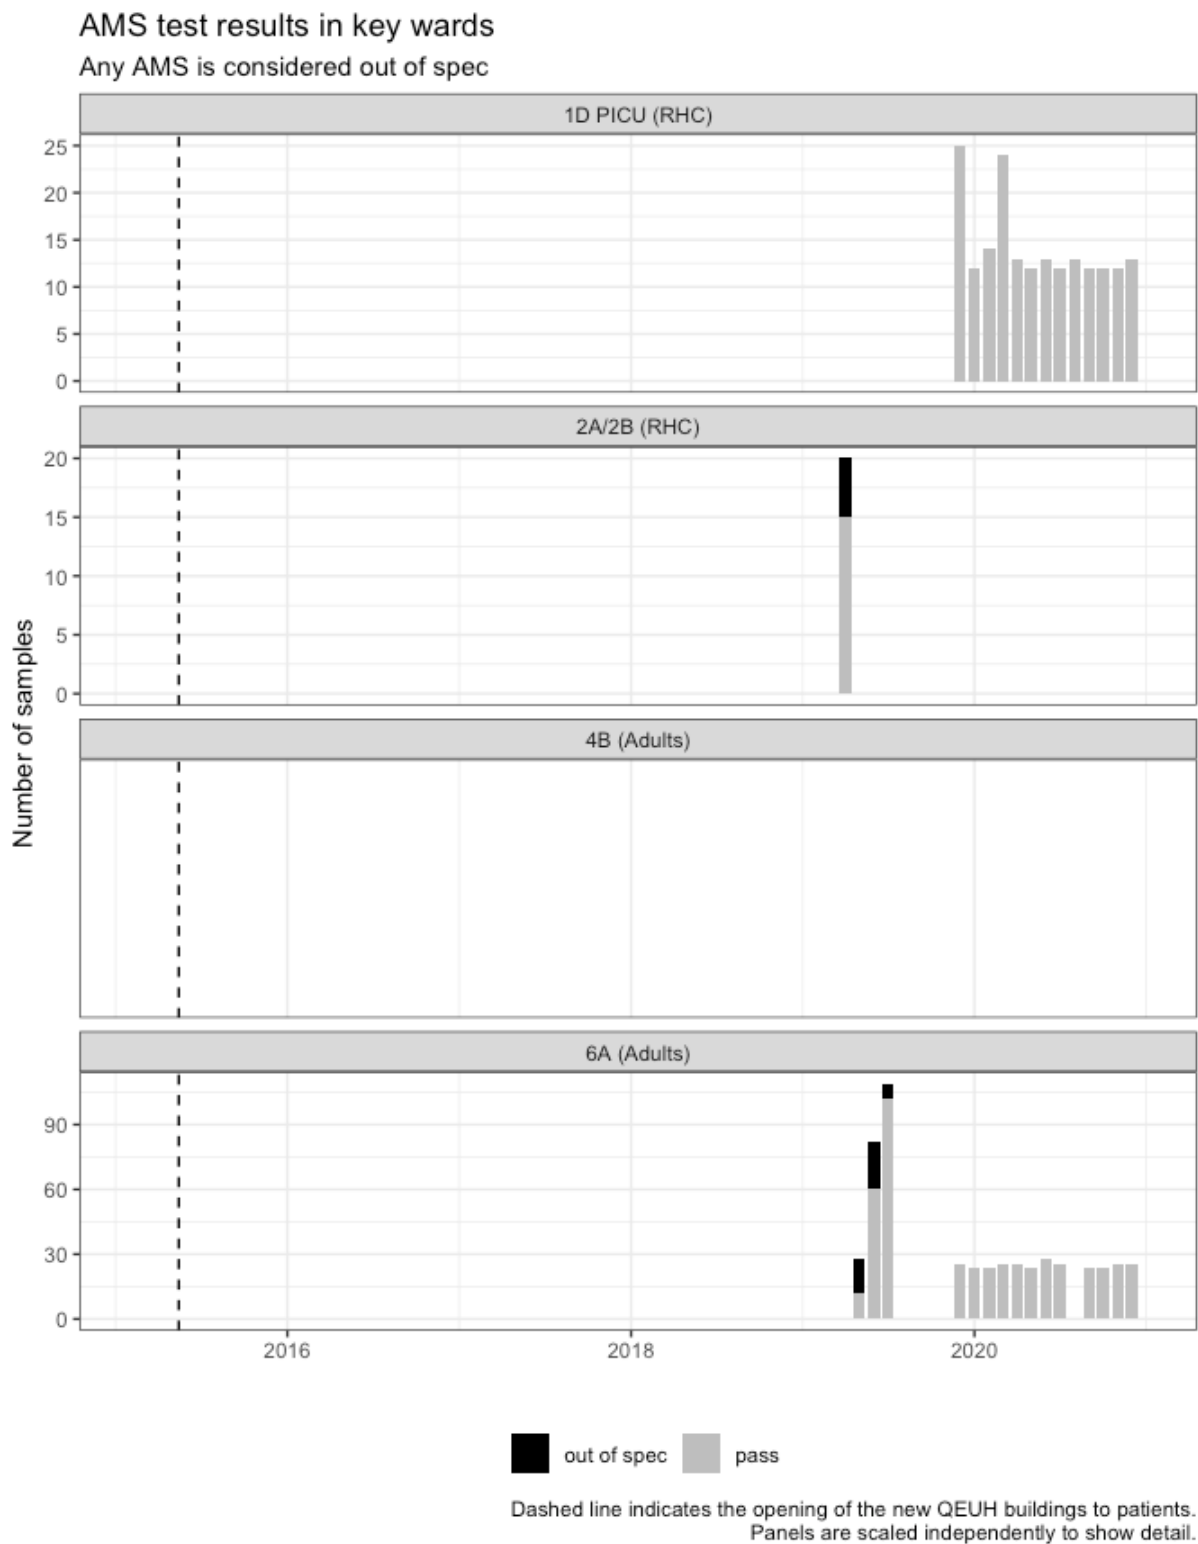 AMS test results in key wards
Any AMS is considered out of spec
1D PICU (RHC)
25
20
15
10
5
0
2A/2B (RHC)
20
15
10
5
0
Number of samples
4B (Adults)
6A (Adults)
90
60
30
0
2016 2018 2020
out of spec pass
Dashed line indicates the opening of the new QEUH buildings to patients.
Panels are scaled independently to show detail.